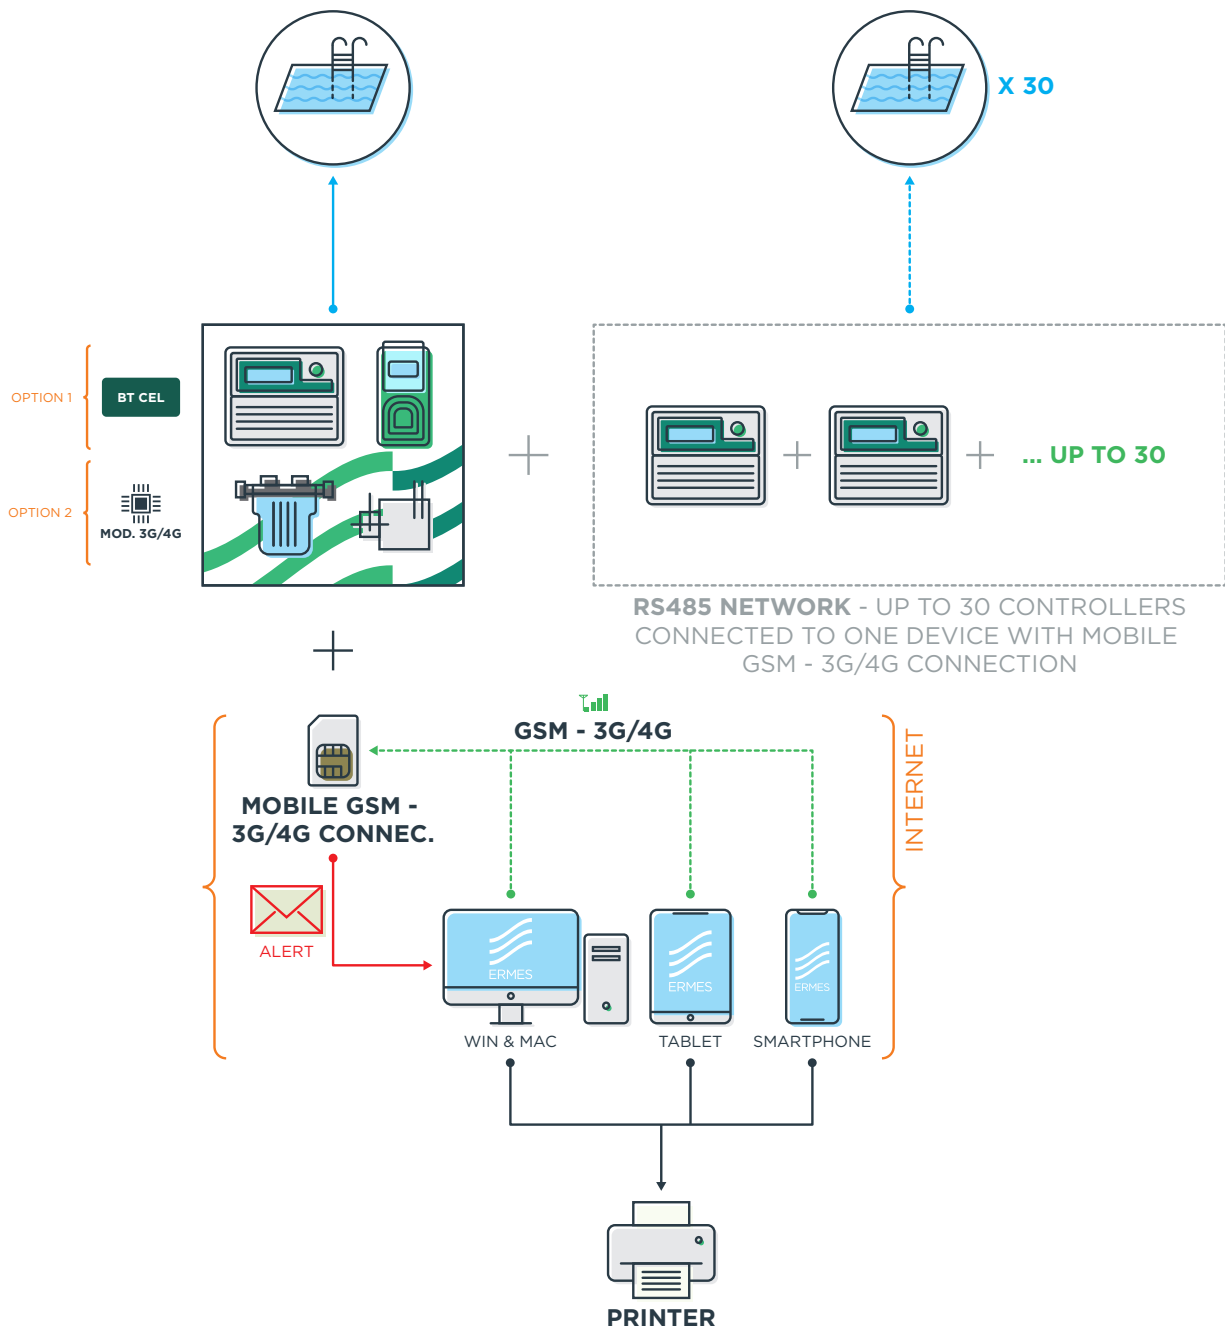 X 30
OPTION 1
BT CEL
... UP TO 30
OPTION 2
MOD. 3G/4G
RS485 NETWORK - UP TO 30 CONTROLLERS
CONNECTED TO ONE DEVICE WITH MOBILE
GSM - 3G/4G CONNECTION
GSM - 3G/4G
INTERNET
MOBILE GSM -
3G/4G CONNEC.
ALERT
ERMES
ERMES
ERMES
WIN & MAC
TABLET
SMARTPHONE
PRINTER